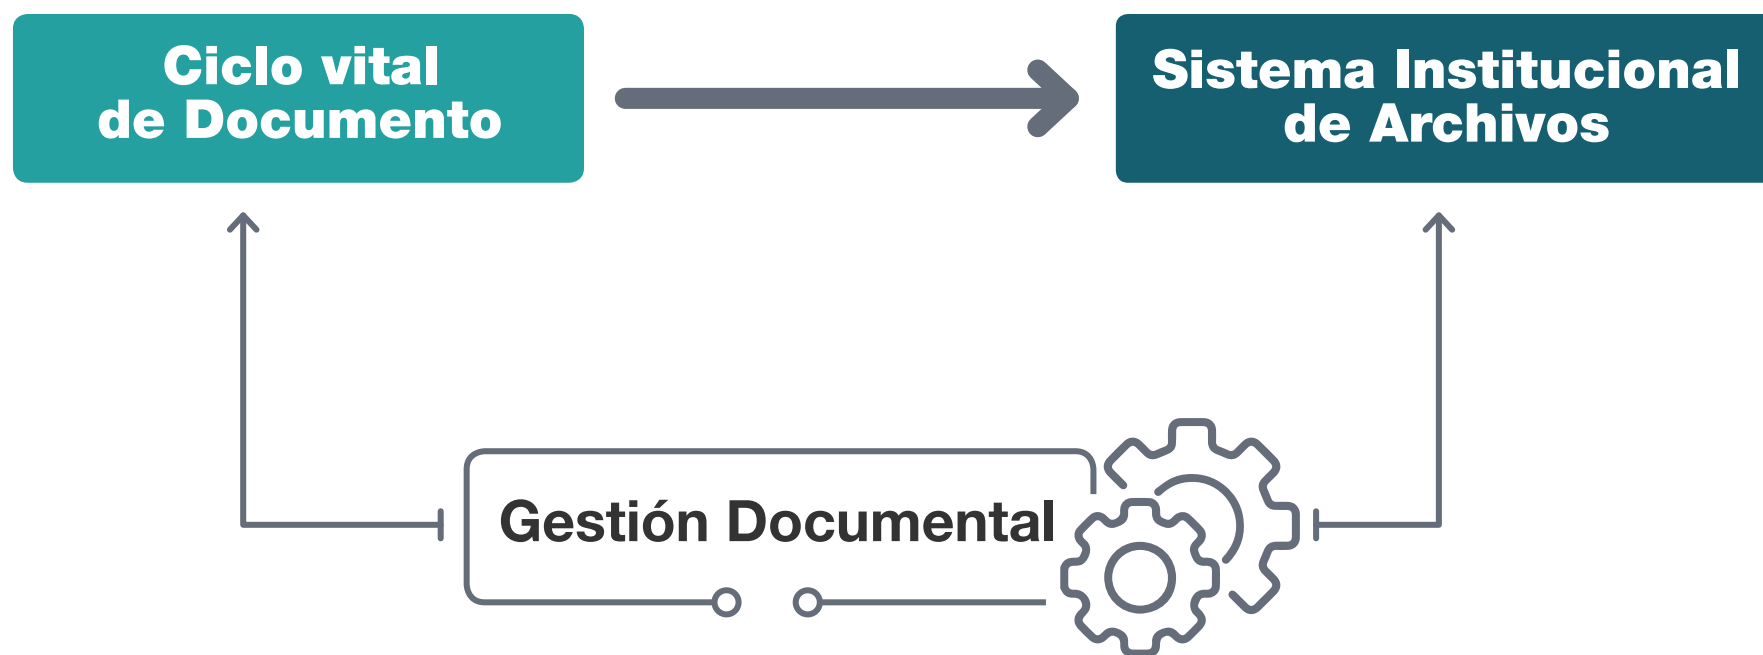 Ciclo vital
de Documento
Sistema Institucional
de Archivos
Gestión Documental